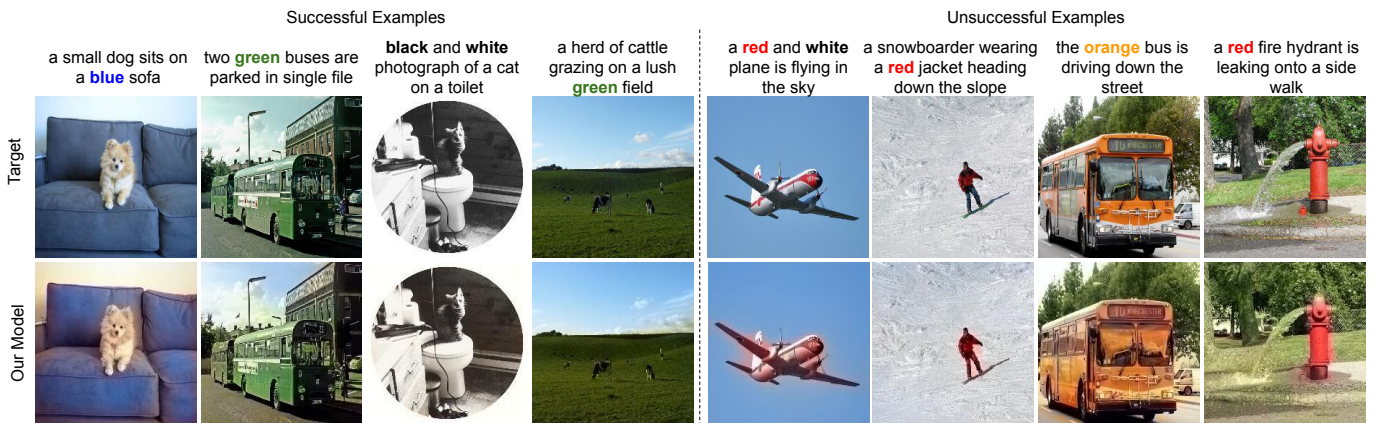 Successful Examples
Unsuccessful Examples
a small dog sits on
a blue sofa
two green buses are
parked in single file
black and white
photograph of a cat
on a toilet
a herd of cattle
grazing on a lush
green field
a red and white
plane is flying in
the sky
a snowboarder wearing
a red jacket heading
down the slope
the orange bus is
driving down the
street
a red fire hydrant is
leaking onto a side
walk
Target
Our Model